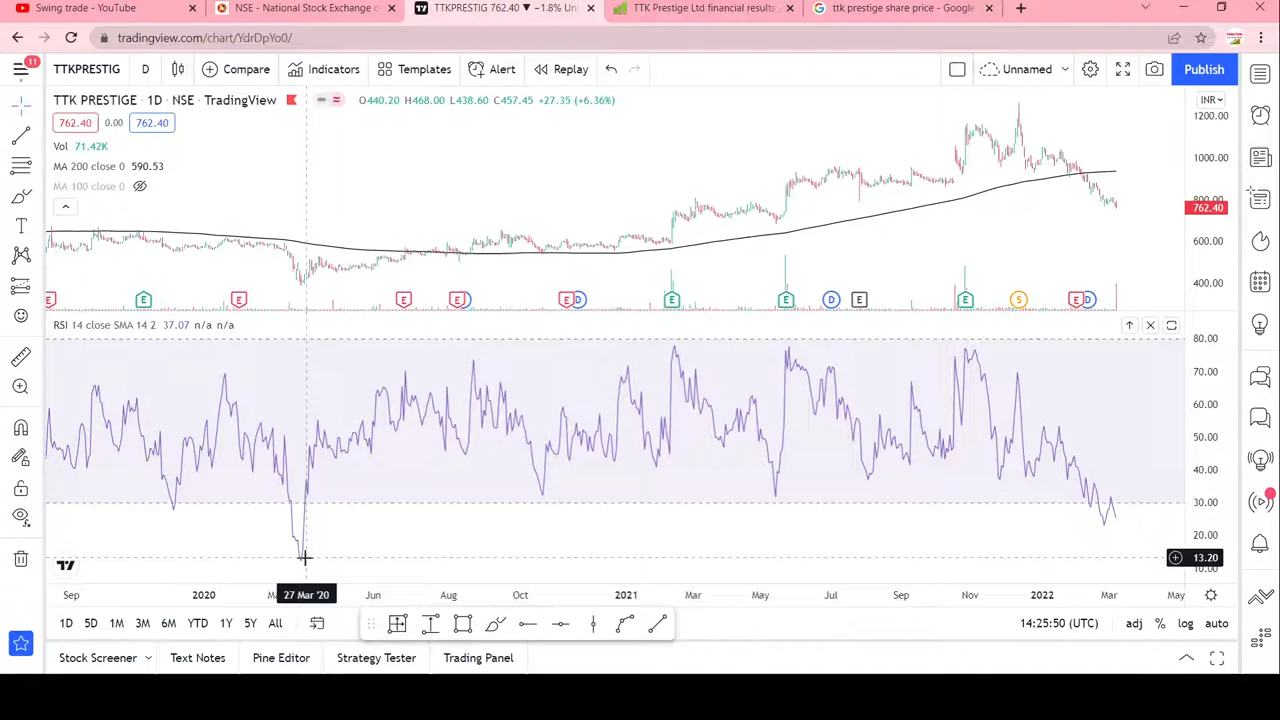 Swing trade - YouTube
NSE - National Stock Exchange o
TTKPRESTIG 762.40 ▼ −1.8% Un
TTK Prestige Ltd financial results
ttk prestige share price - Google
tradingview.com/chart/YdrDpYo0/
11
TTKPRESTIG D Compare Indicators Templates Alert Replay Unnamed Publish
TTK PRESTIGE · 1D · NSE · TradingView O440.20 H468.00 L438.60 C457.45 +27.35 (+6.36%) INR
762.40 0.00 762.40
Vol 71.42K
MA 200 close 0 590.53
MA 100 close 0
1200.00
1000.00
800.00
762.40
600.00
400.00
E E E E E D E D E E D E E S E D
RSI 14 close SMA 14 2 37.07 n/a n/a
80.00
70.00
60.00
50.00
40.00
30.00
20.00
13.20
10.00
Sep 2020 27 Mar '20 Jun Aug Oct 2021 Mar May Jul Sep Nov 2022 Mar May
1D 5D 1M 3M 6M YTD 1Y 5Y All 14:25:50 (UTC) adj % log auto
Stock Screener Text Notes Pine Editor Strategy Tester Trading Panel